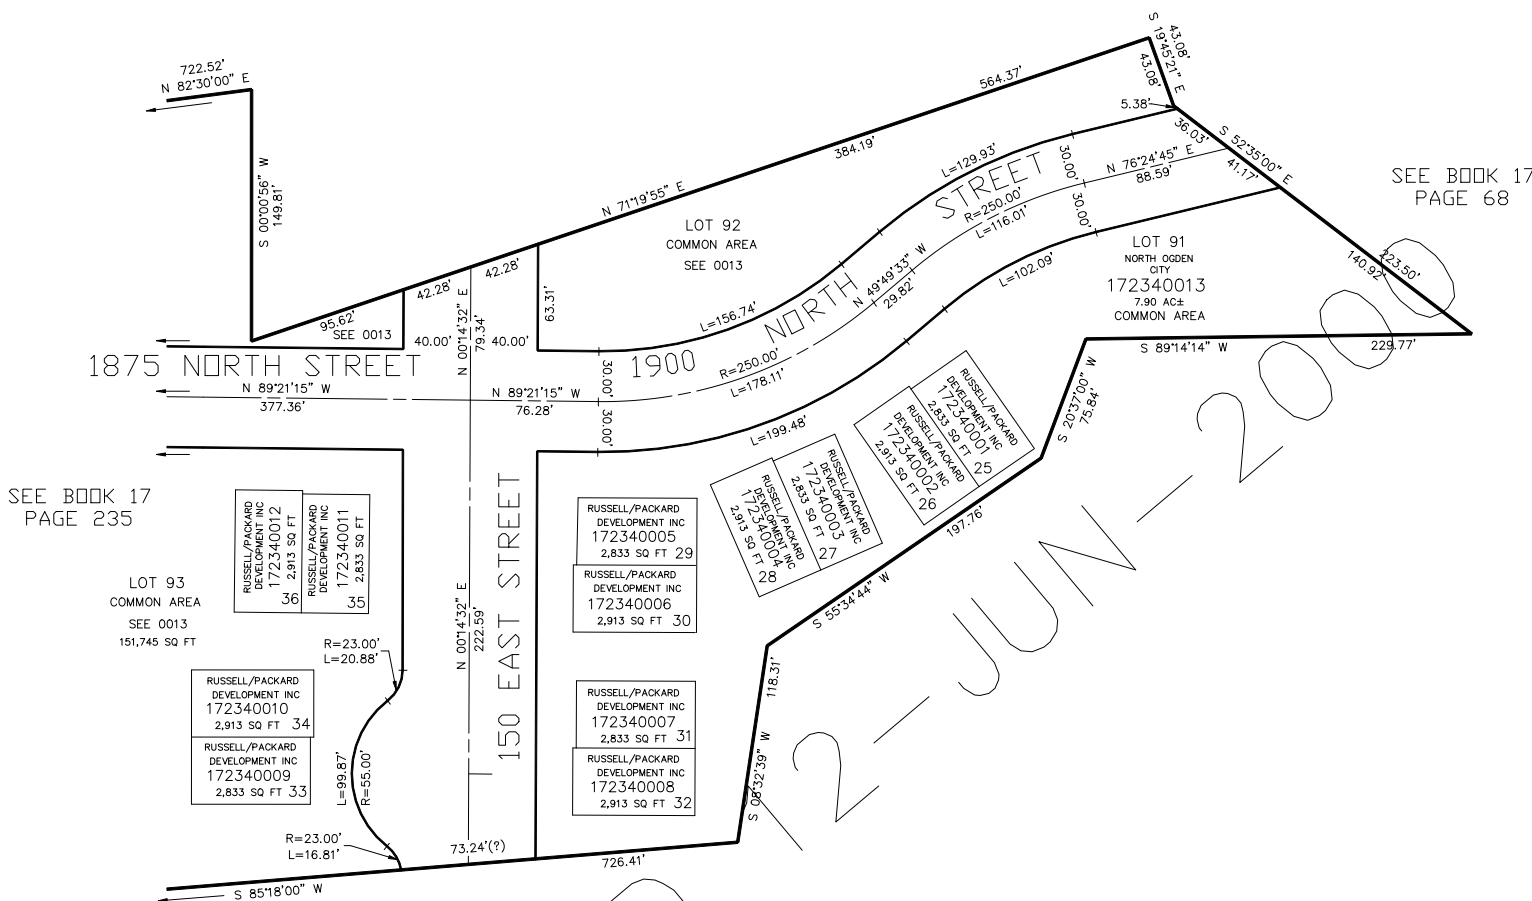 722.52'
N 82°30'00" E
S 00°00'56" W
149.81'
N 71°19'55" E
564.37'
384.19'
43.08'
S 19°45'21" E
43.08'
5.38'
36.03'
S 52°35'00" E
41.17'
SEE BOOK 17
PAGE 68
L=129.93'
30.00'
N 76°24'45" E
88.59'
STREET
R=250.00'
L=116.01'
30.00'
LOT 92
COMMON AREA
SEE 0013
LOT 91
NORTH OGDEN
CITY
172340013
7.90 AC±
COMMON AREA
140.92'
223.50'
L=102.09'
N 49°49'33" W
29.82'
42.28'
42.28'
63.31'
95.62'
SEE 0013
40.00'
N 00°14'32" E
79.34'
40.00'
L=156.74'
NORTH
1875 NORTH STREET
1900
R=250.00'
L=178.11'
30.00'
30.00'
N 89°21'15" W
377.36'
N 89°21'15" W
76.28'
L=199.48'
S 89°14'14" W
229.77'
S 20°37'00" W
75.84'
RUSSELL/PACKARD
DEVELOPMENT INC
172340001
2,833 SQ FT
25
RUSSELL/PACKARD
DEVELOPMENT INC
172340002
2,913 SQ FT
26
RUSSELL/PACKARD
DEVELOPMENT INC
172340003
2,833 SQ FT
27
RUSSELL/PACKARD
DEVELOPMENT INC
172340004
2,913 SQ FT
28
197.76'
S 55°34'44" W
SEE BOOK 17
PAGE 235
RUSSELL/PACKARD
DEVELOPMENT INC
172340012
2,913 SQ FT
36
RUSSELL/PACKARD
DEVELOPMENT INC
172340011
2,833 SQ FT
35
RUSSELL/PACKARD
DEVELOPMENT INC
172340005
2,833 SQ FT 29
RUSSELL/PACKARD
DEVELOPMENT INC
172340006
2,913 SQ FT 30
LOT 93
COMMON AREA
SEE 0013
151,745 SQ FT
N 00°14'32" E
222.59'
150 EAST STREET
R=23.00'
L=20.88'
RUSSELL/PACKARD
DEVELOPMENT INC
172340010
2,913 SQ FT 34
RUSSELL/PACKARD
DEVELOPMENT INC
172340009
2,833 SQ FT 33
L=99.87'
R=55.00'
RUSSELL/PACKARD
DEVELOPMENT INC
172340007
2,833 SQ FT 31
RUSSELL/PACKARD
DEVELOPMENT INC
172340008
2,913 SQ FT 32
118.31'
S 08°32'39" W
R=23.00'
L=16.81'
73.24'(?)
726.41'
S 85°18'00" W
2-JUN-2000